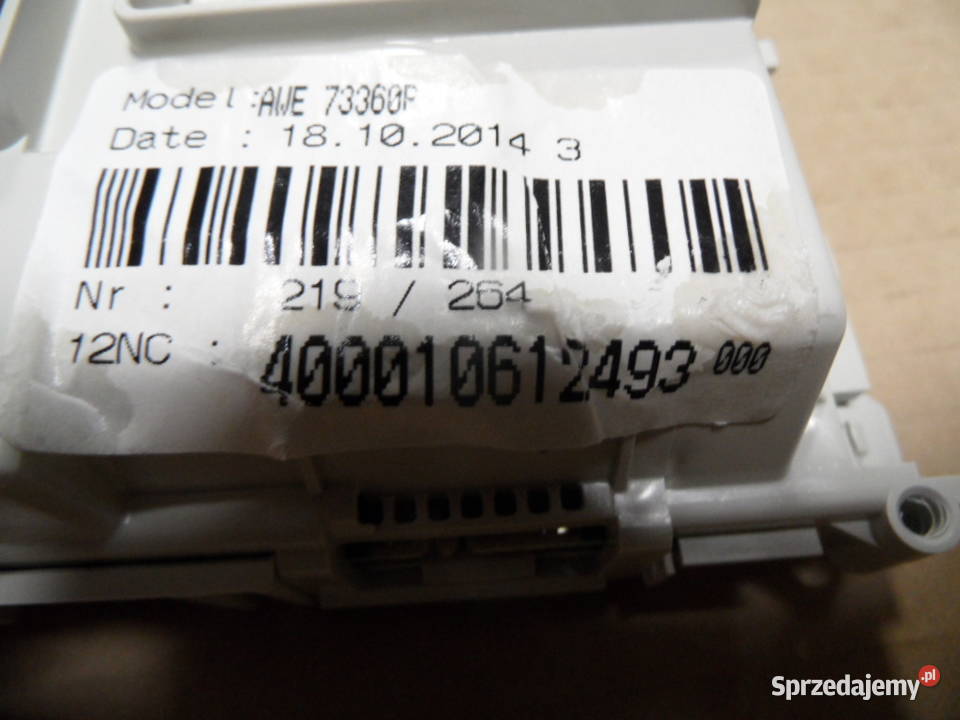 Model :AWE 73360P
Date : 18.10.2014 3
Nr : 219 / 264
12NC : 400010612493 000
Sprzedajemy.pl